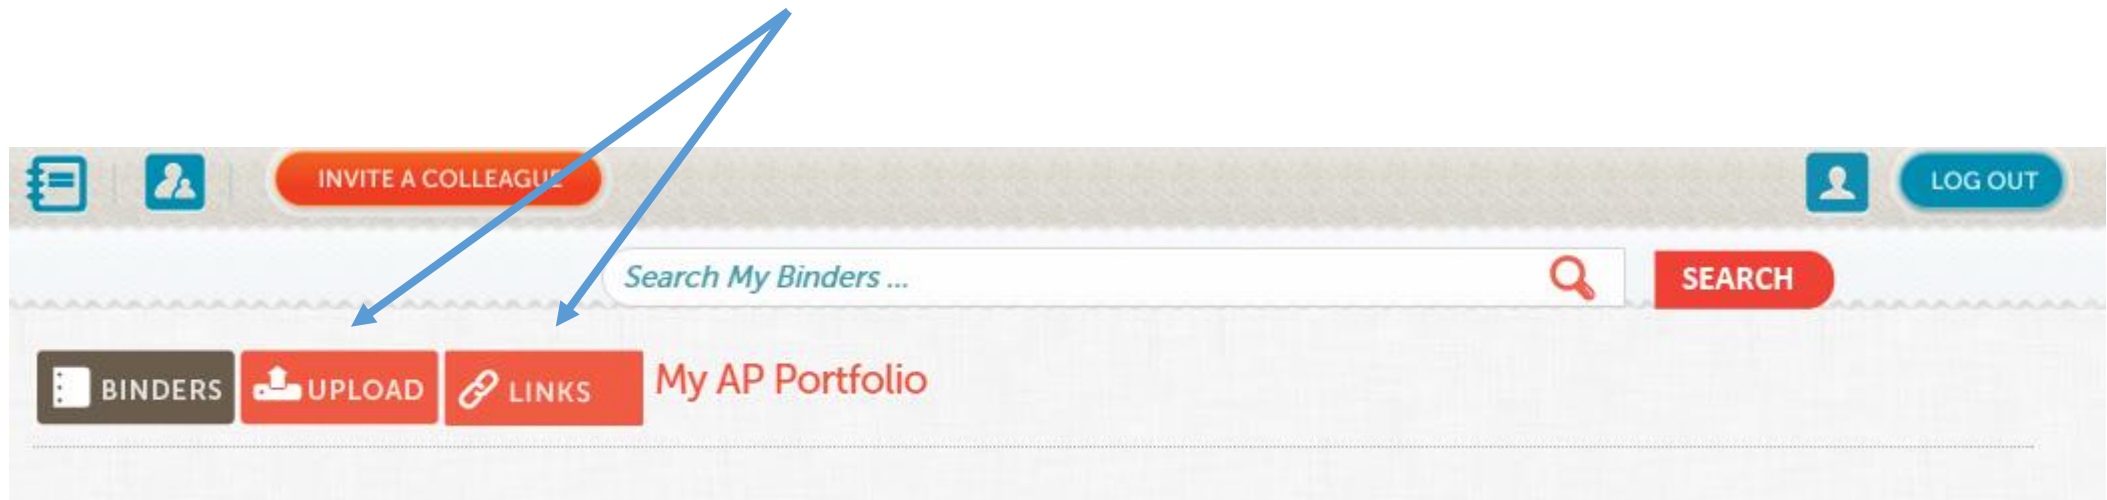 INVITE A COLLEAGUE
LOG OUT
Search My Binders ...
SEARCH
BINDERS
UPLOAD
LINKS
My AP Portfolio